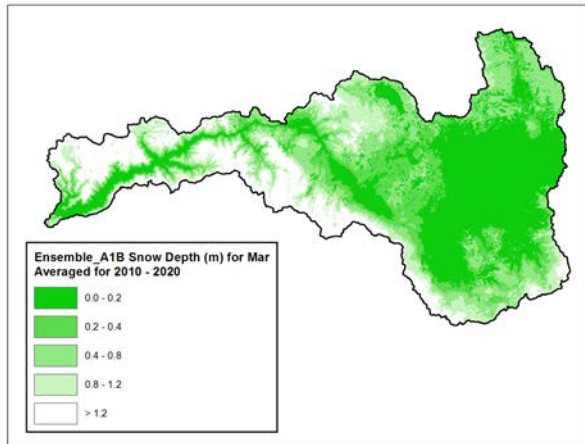 Ensemble_A1B Snow Depth (m) for Mar
Averaged for 2010 - 2020
0.0 - 0.2
0.2 - 0.4
0.4 - 0.8
0.8 - 1.2
> 1.2